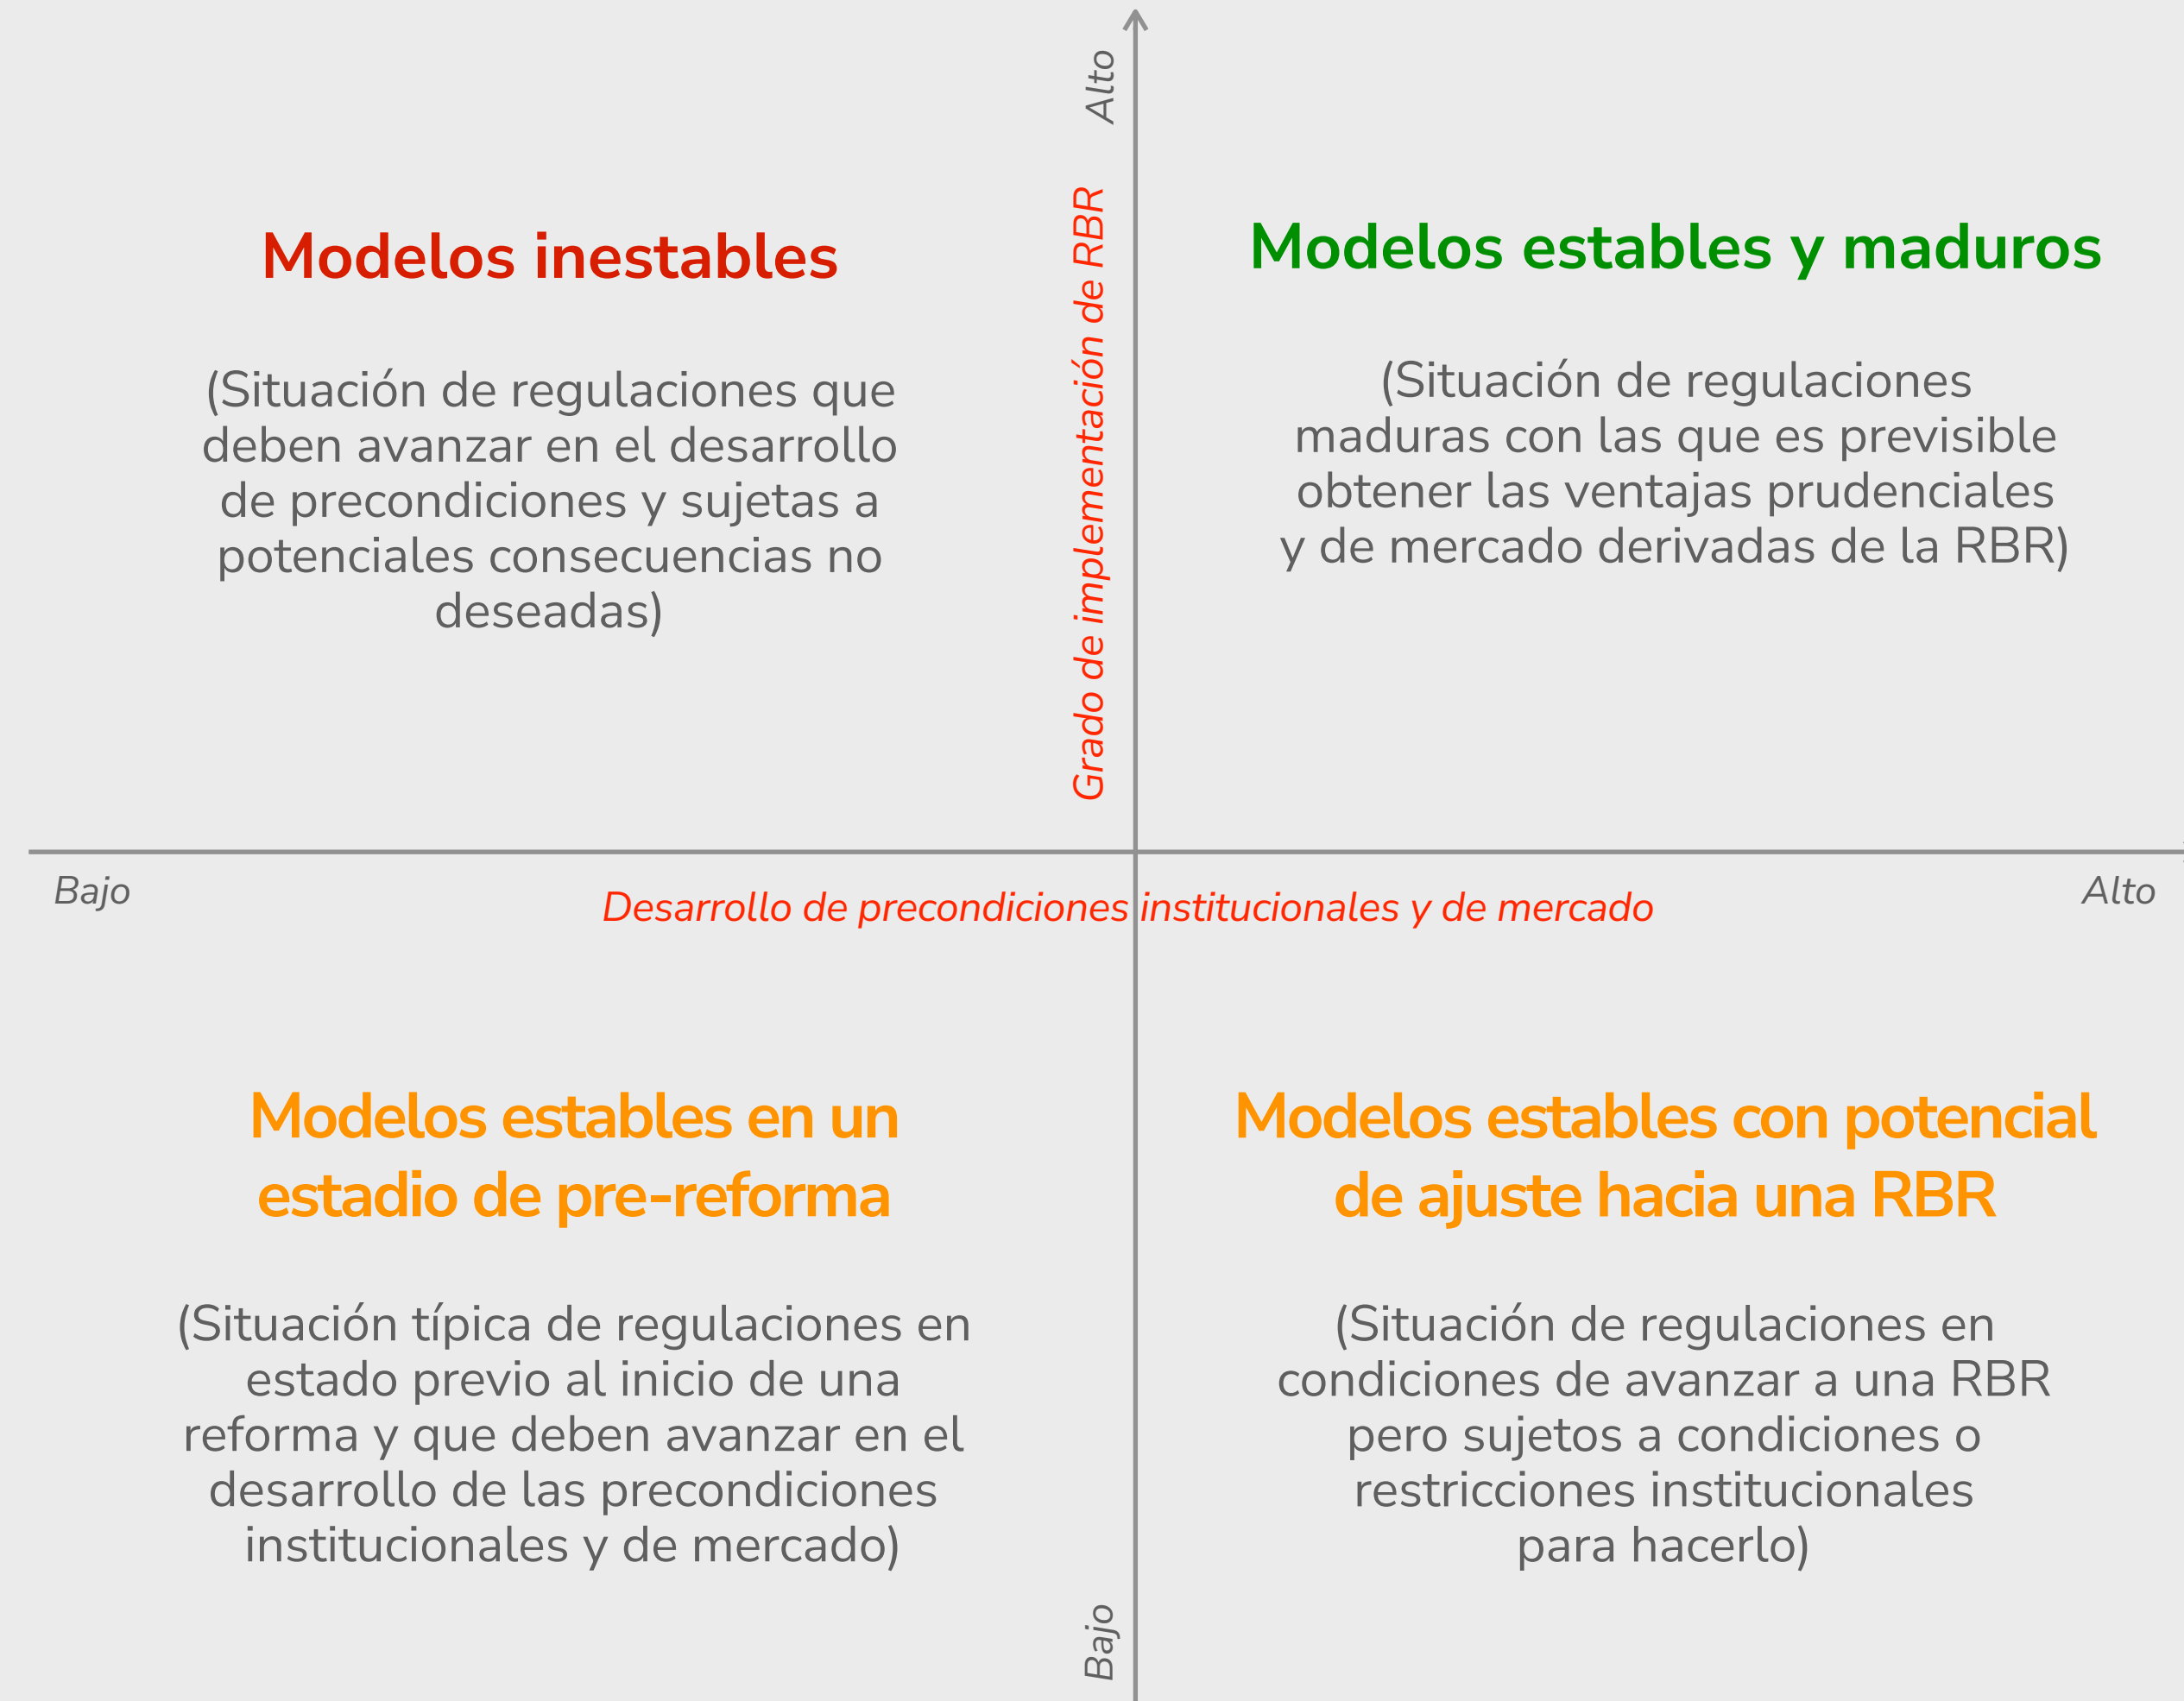 Alto
Grado de implementación de RBR
Modelos inestables
(Situación de regulaciones que
deben avanzar en el desarrollo
de precondiciones y sujetas a
potenciales consecuencias no
deseadas)
Modelos estables y maduros
(Situación de regulaciones
maduras con las que es previsible
obtener las ventajas prudenciales
y de mercado derivadas de la RBR)
Bajo
Desarrollo de precondiciones institucionales y de mercado
Alto
Modelos estables en un
estadio de pre-reforma
(Situación típica de regulaciones en
estado previo al inicio de una
reforma y que deben avanzar en el
desarrollo de las precondiciones
institucionales y de mercado)
Modelos estables con potencial
de ajuste hacia una RBR
(Situación de regulaciones en
condiciones de avanzar a una RBR
pero sujetos a condiciones o
restricciones institucionales
para hacerlo)
Bajo